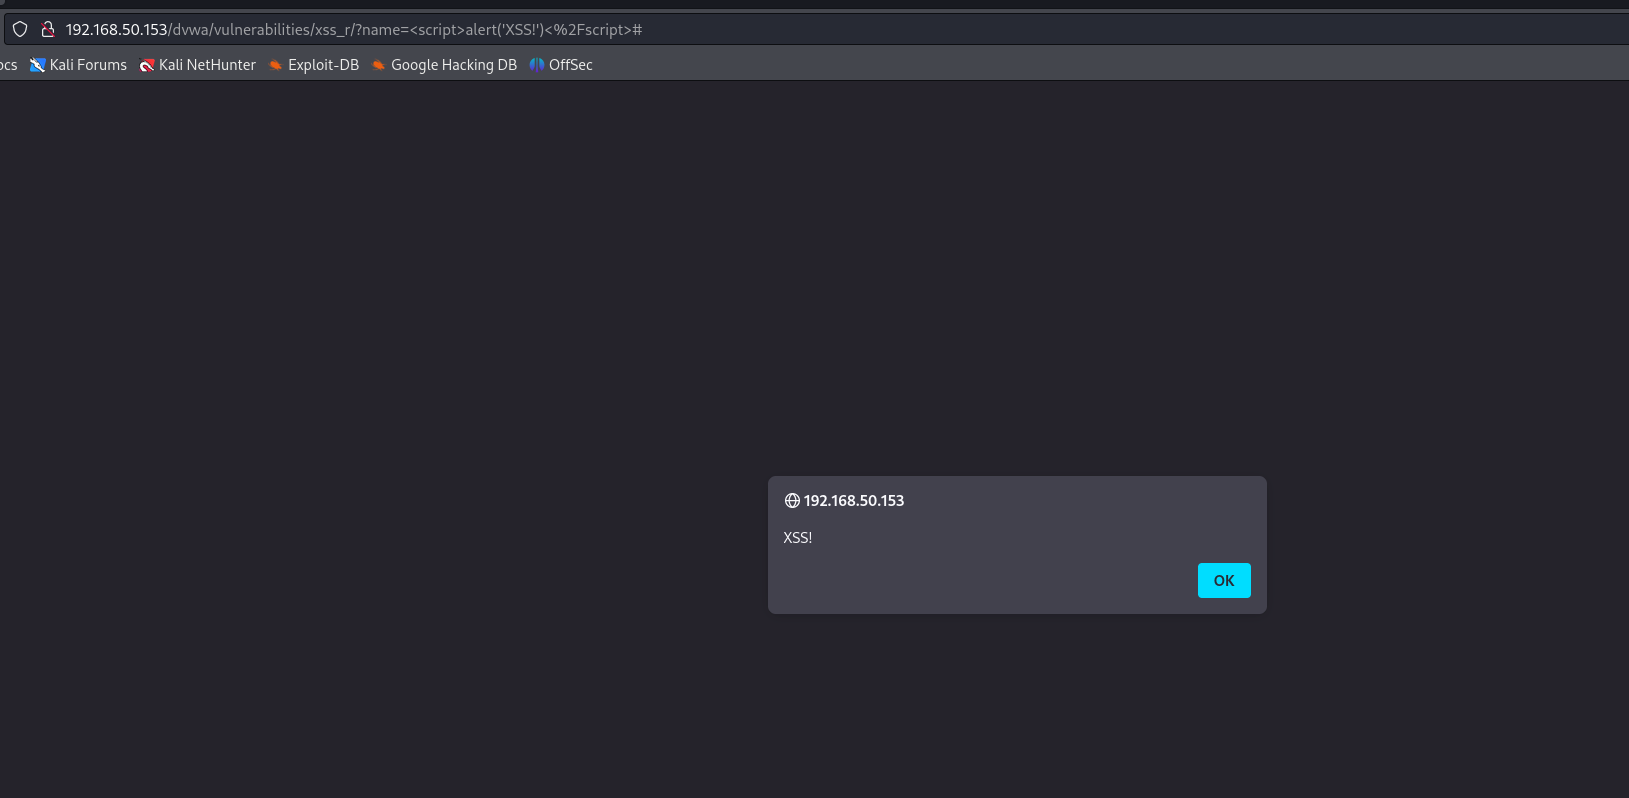 192.168.50.153/dvwa/vulnerabilities/xss_r/?name=<script>alert('XSS!')<%2Fscript>#
ocs Kali Forums Kali NetHunter Exploit-DB Google Hacking DB OffSec
192.168.50.153
XSS!
OK